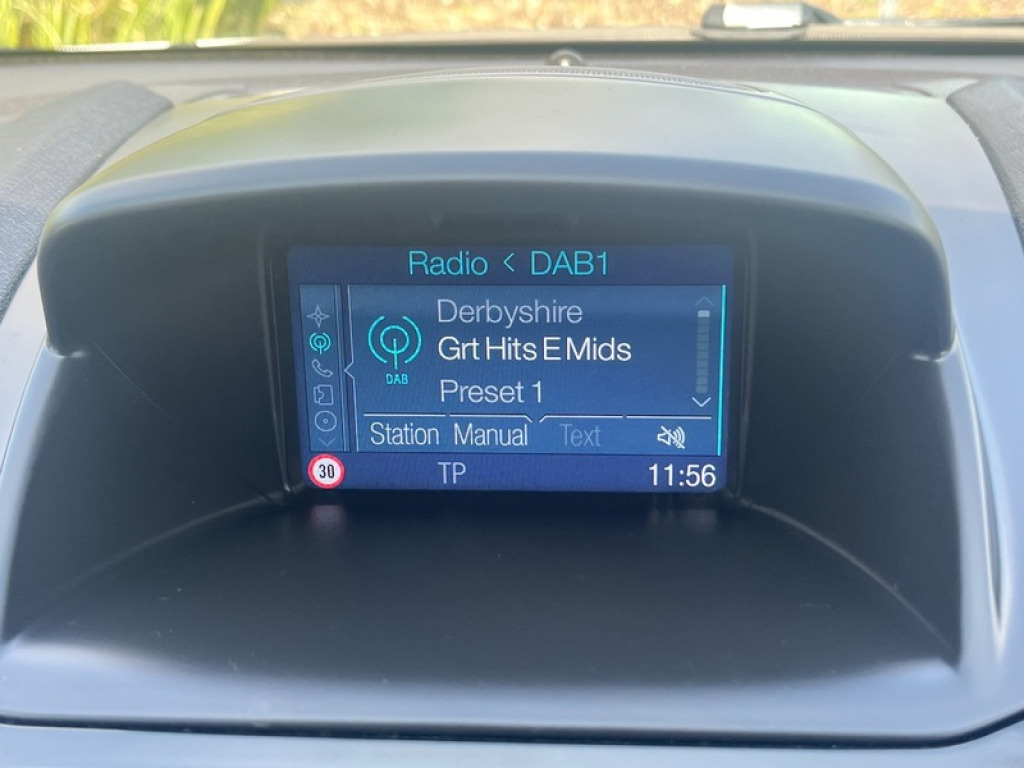 Radio < DAB1
Derbyshire
DAB
Grt Hits E Mids
Preset 1
Station Manual Text
30 TP 11:56